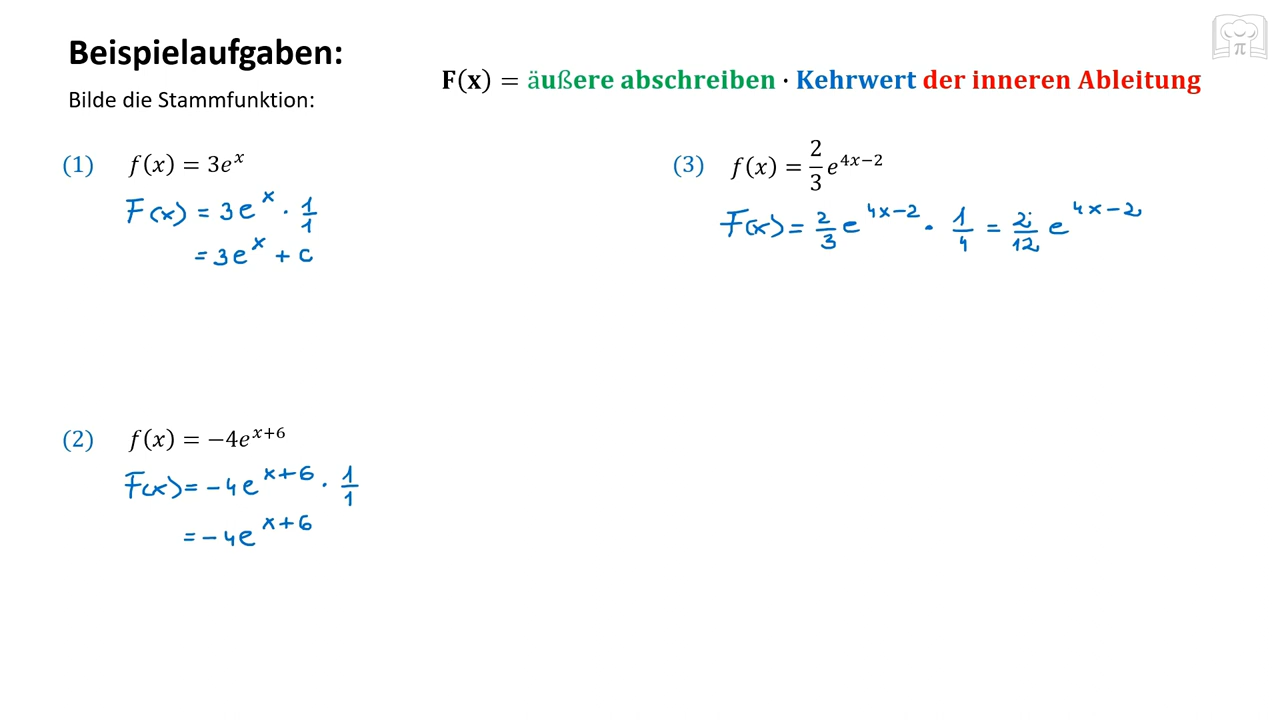 Beispielaufgaben:
F(x) = äußere abschreiben · Kehrwert der inneren Ableitung
Bilde die Stammfunktion:
(1) f(x) = 3e^x
F(x) = 3e^x · 1/1
= 3e^x + c
(2) f(x) = −4e^{x+6}
F(x) = −4e^{x+6} · 1/1
= −4e^{x+6}
(3) f(x) = 2/3 e^{4x−2}
F(x) = 2/3 e^{4x−2} · 1/4 = 2/12 e^{4x−2}
π